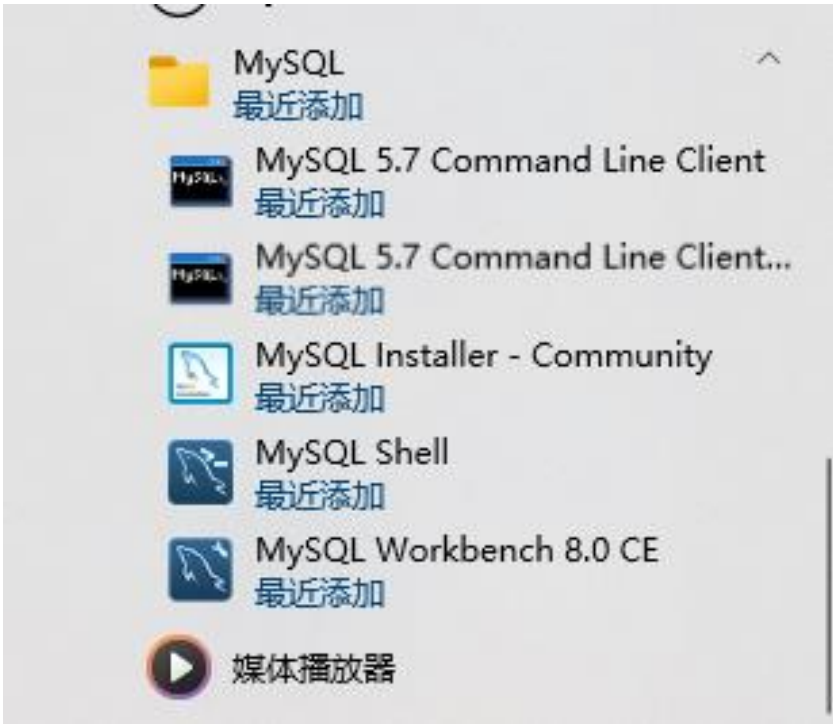 MySQL
最近添加
MySQL 5.7 Command Line Client
最近添加
MySQL 5.7 Command Line Client...
最近添加
MySQL Installer - Community
最近添加
MySQL Shell
最近添加
MySQL Workbench 8.0 CE
最近添加
媒体播放器